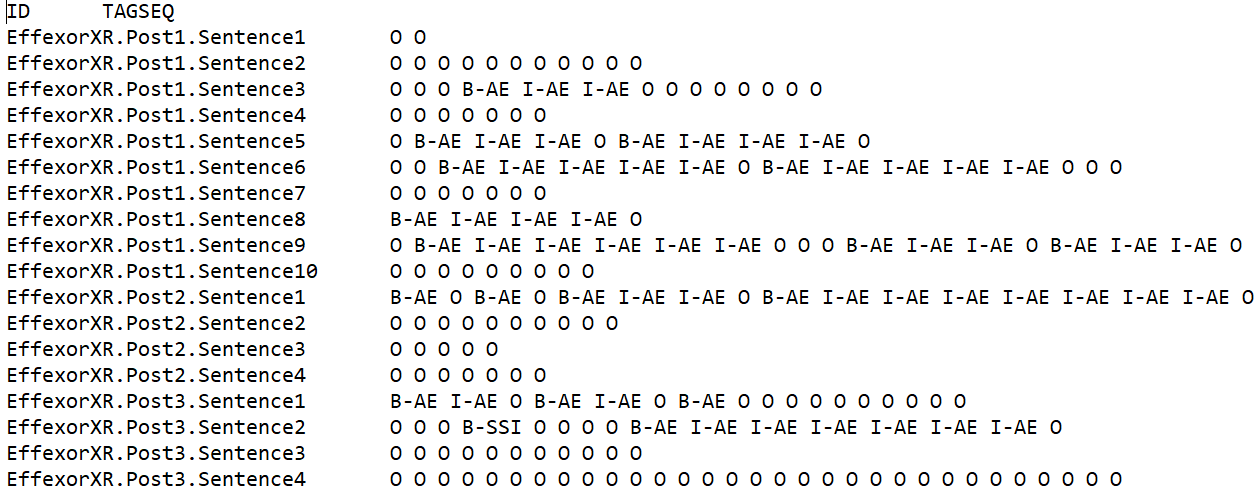 ID TAGSEQ
EffexorXR.Post1.Sentence1 O O
EffexorXR.Post1.Sentence2 O O O O O O O O O O O
EffexorXR.Post1.Sentence3 O O O B-AE I-AE I-AE O O O O O O O O
EffexorXR.Post1.Sentence4 O O O O O O O
EffexorXR.Post1.Sentence5 O B-AE I-AE I-AE O B-AE I-AE I-AE I-AE O
EffexorXR.Post1.Sentence6 O O B-AE I-AE I-AE I-AE I-AE O B-AE I-AE I-AE I-AE I-AE O O O
EffexorXR.Post1.Sentence7 O O O O O O O
EffexorXR.Post1.Sentence8 B-AE I-AE I-AE I-AE O
EffexorXR.Post1.Sentence9 O B-AE I-AE I-AE I-AE I-AE I-AE O O O B-AE I-AE I-AE O B-AE I-AE I-AE O
EffexorXR.Post1.Sentence10 O O O O O O O O O
EffexorXR.Post2.Sentence1 B-AE O B-AE O B-AE I-AE I-AE O B-AE I-AE I-AE I-AE I-AE I-AE I-AE I-AE O
EffexorXR.Post2.Sentence2 O O O O O O O O O O
EffexorXR.Post2.Sentence3 O O O O O
EffexorXR.Post2.Sentence4 O O O O O O O
EffexorXR.Post3.Sentence1 B-AE I-AE O B-AE I-AE O B-AE O O O O O O O O O O
EffexorXR.Post3.Sentence2 O O O B-SSI O O O O B-AE I-AE I-AE I-AE I-AE I-AE I-AE O
EffexorXR.Post3.Sentence3 O O O O O O O O O O O
EffexorXR.Post3.Sentence4 O O O O O O O O O O O O O O O O O O O O O O O O O O O O O O O